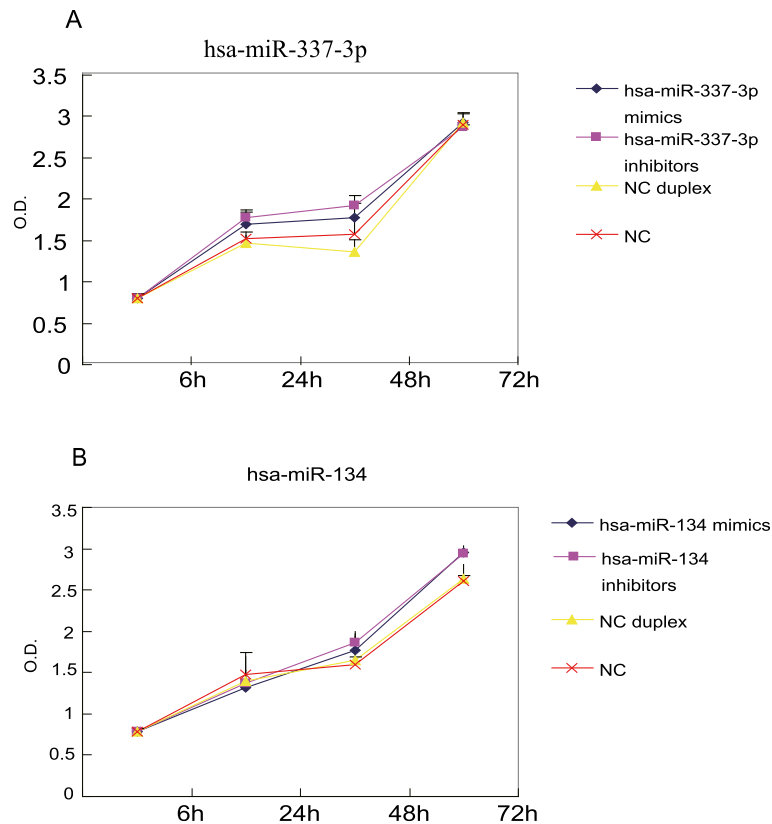 A
hsa-miR-337-3p
3.5
3
2.5
2
1.5
1
0.5
0
O.D.
6h 24h 48h 72h
hsa-miR-337-3p
mimics
hsa-miR-337-3p
inhibitors
NC duplex
NC
B
hsa-miR-134
3.5
3
2.5
2
1.5
1
0.5
0
O.D.
6h 24h 48h 72h
hsa-miR-134 mimics
hsa-miR-134
inhibitors
NC duplex
NC